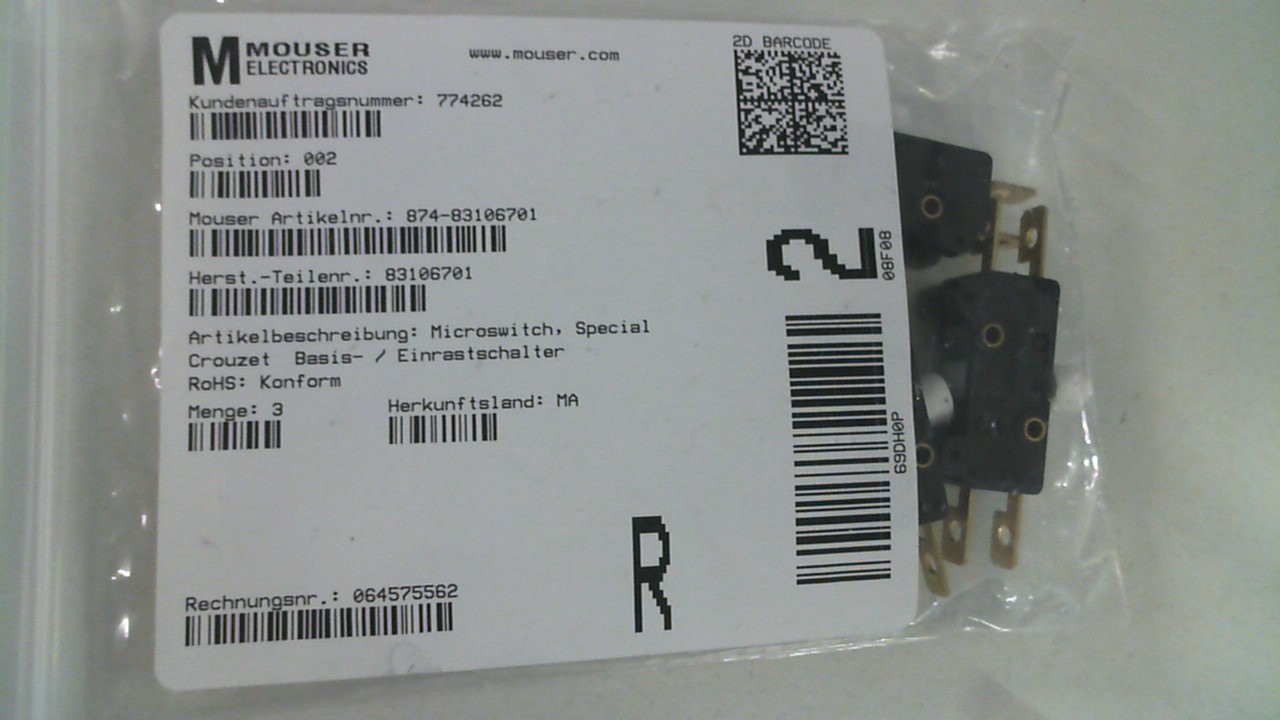 MOUSER
ELECTRONICS
www.mouser.com
2D BARCODE
Kundenauftragsnummer: 774262
Position: 002
Mouser Artikelnr.: 874-83106701
Herst.-Teilenr.: 83106701
Artikelbeschreibung: Microswitch, Special
Crouzet Basis- / Einrastschalter
RoHS: Konform
Menge: 3
Herkunftsland: MA
Rechnungsnr.: 064575562
R
2
08F08
69DH0P